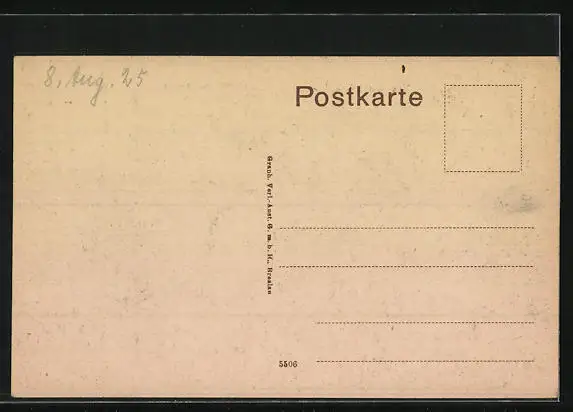 8. Aug. 25
Postkarte
Graph. Verl.-Anst. G. m. b. H., Breslau
5506